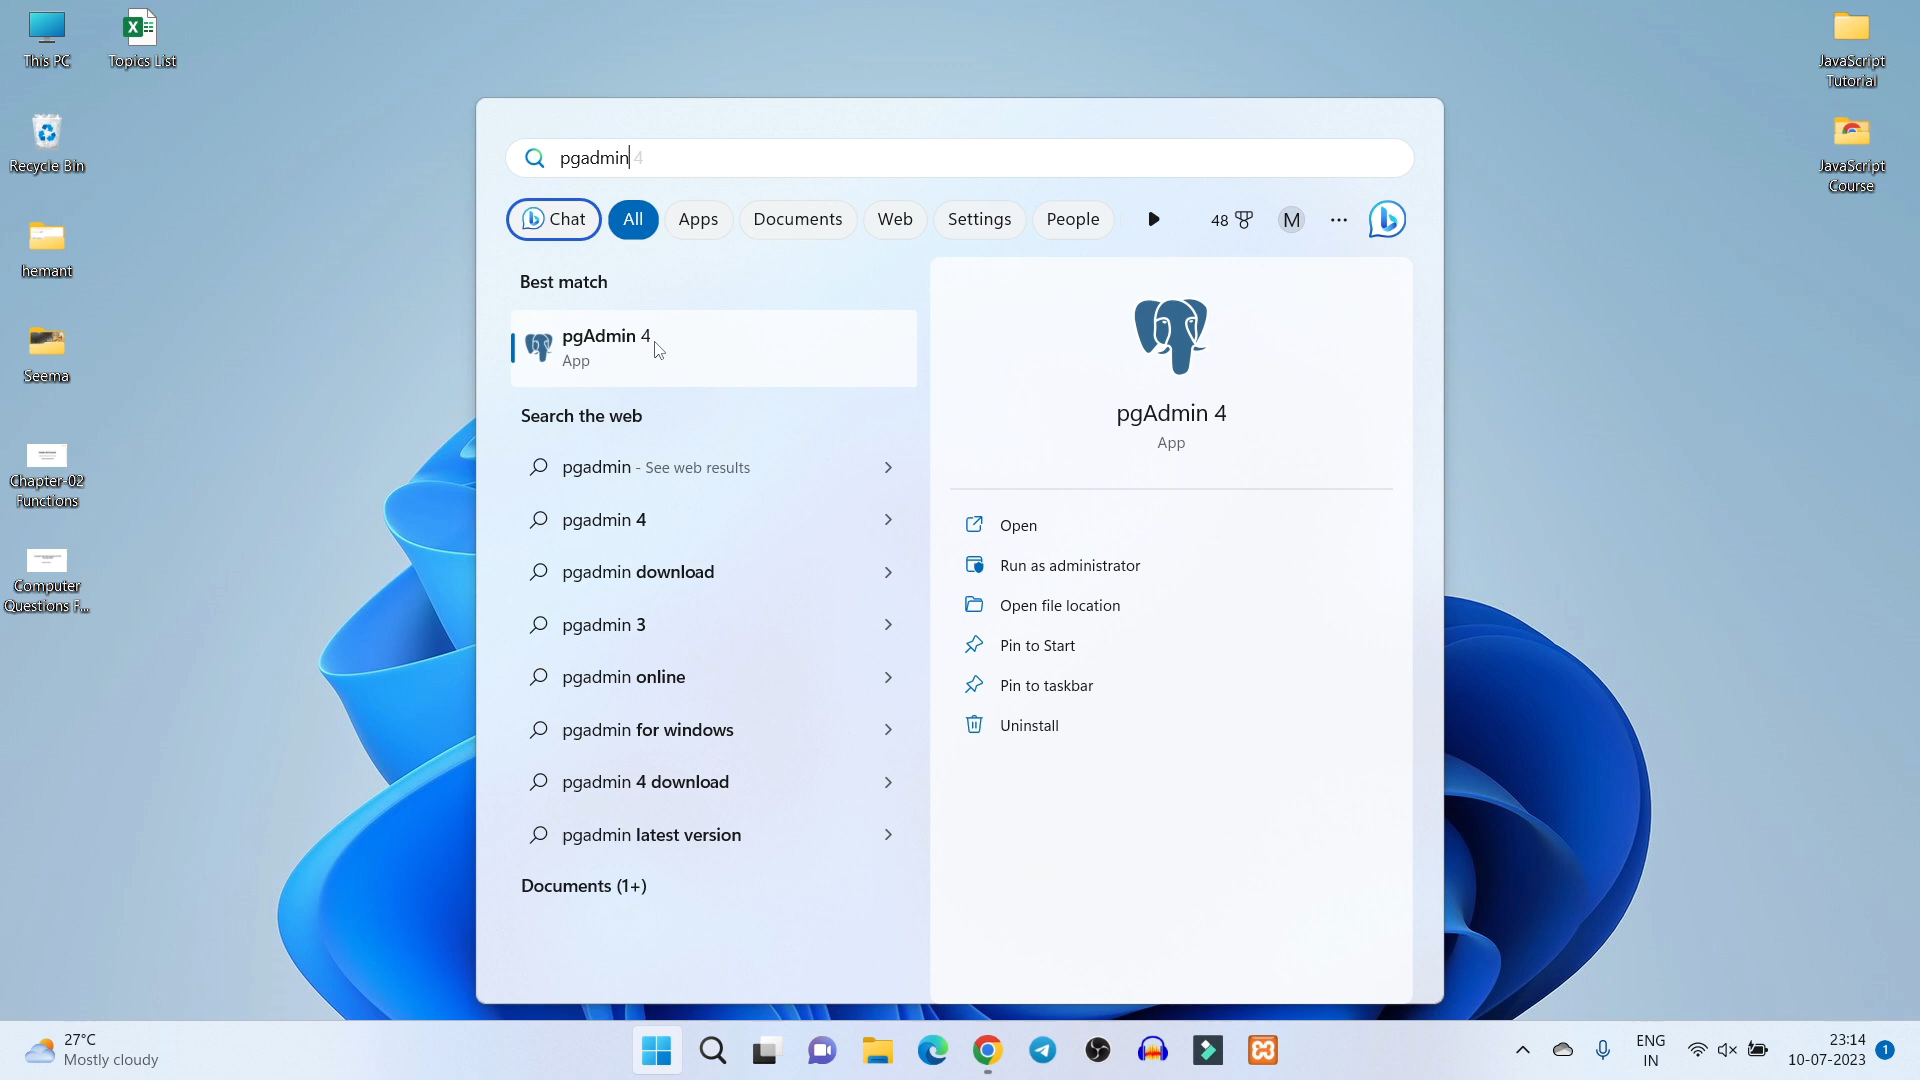 This PC
Topics List
Recycle Bin
hemant
Seema
Chapter-02
Functions
Computer
Questions F...
JavaScript
Tutorial
JavaScript
Course
pgadmin 4
Chat
All
Apps
Documents
Web
Settings
People
48
M
Best match
pgAdmin 4
App
Search the web
pgadmin - See web results
pgadmin 4
pgadmin download
pgadmin 3
pgadmin online
pgadmin for windows
pgadmin 4 download
pgadmin latest version
Documents (1+)
pgAdmin 4
App
Open
Run as administrator
Open file location
Pin to Start
Pin to taskbar
Uninstall
27°C
Mostly cloudy
ENG
IN
23:14
10-07-2023
1